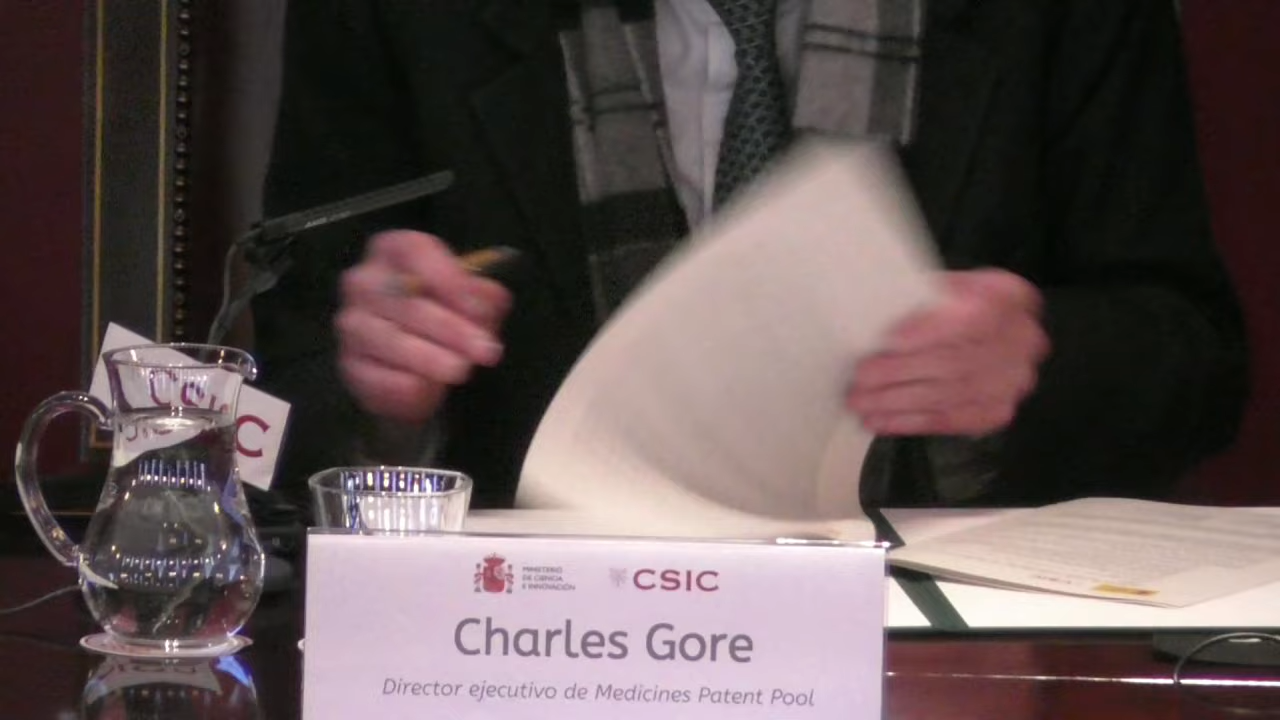 CSIC
MINISTERIO
DE CIENCIA
E INNOVACIÓN
CSIC
Charles Gore
Director ejecutivo de Medicines Patent Pool